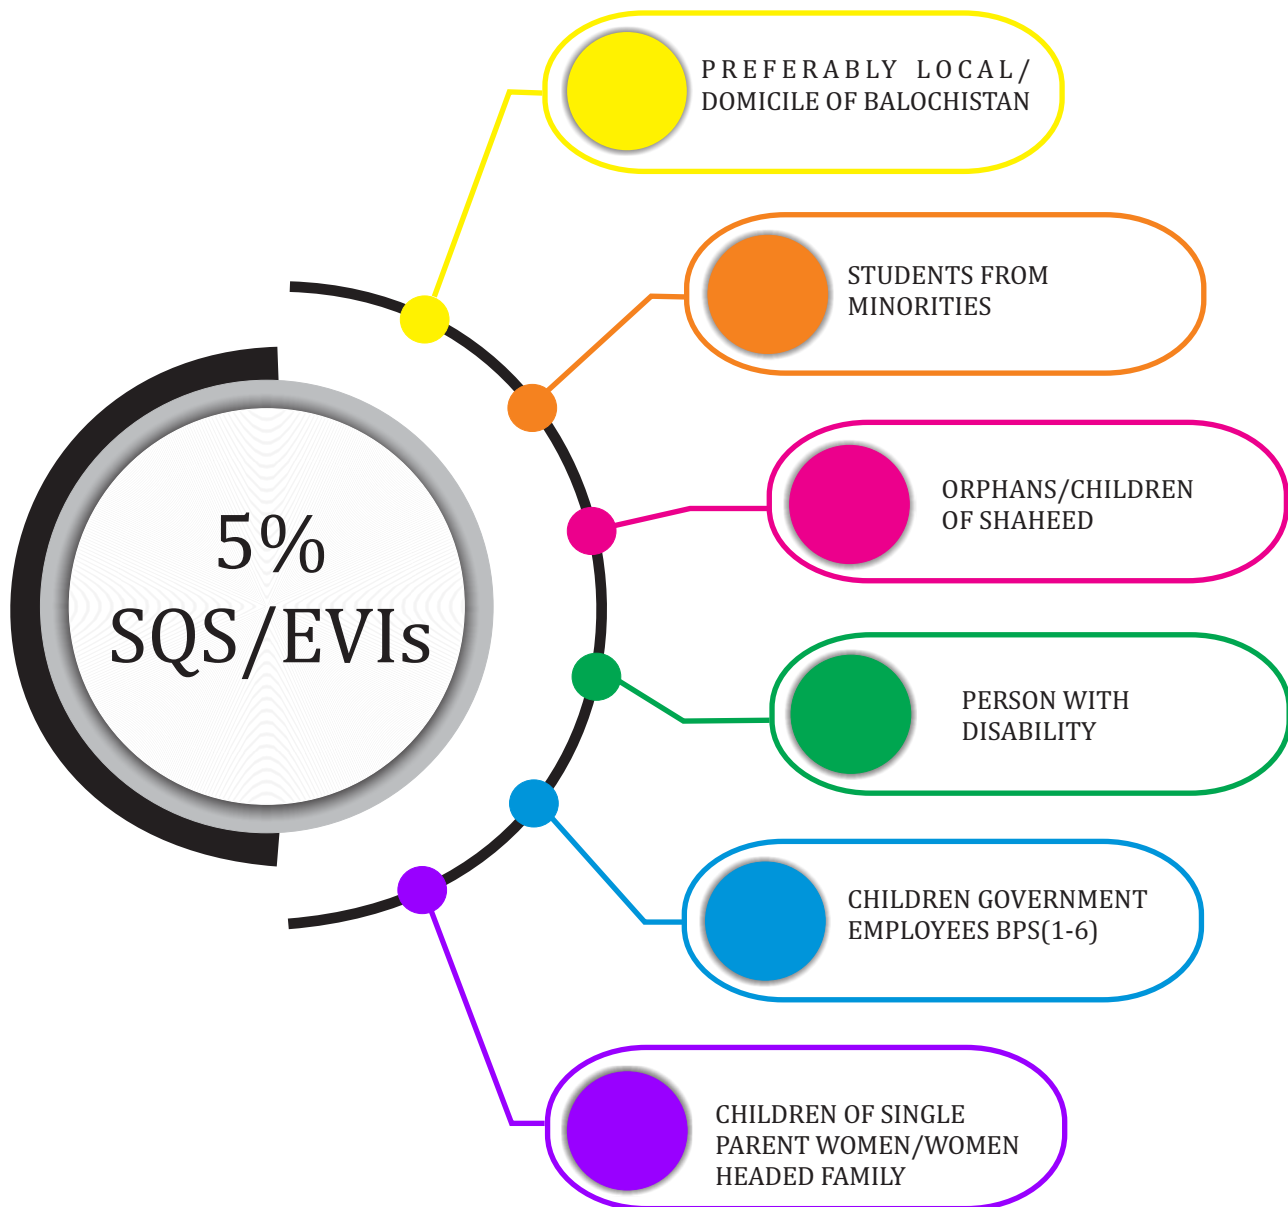 PREFERABLY LOCAL/
DOMICILE OF BALOCHISTAN
STUDENTS FROM
MINORITIES
ORPHANS/CHILDREN
OF SHAHEED
5%
SQS/EVIs
PERSON WITH
DISABILITY
CHILDREN GOVERNMENT
EMPLOYEES BPS(1-6)
CHILDREN OF SINGLE
PARENT WOMEN/WOMEN
HEADED FAMILY